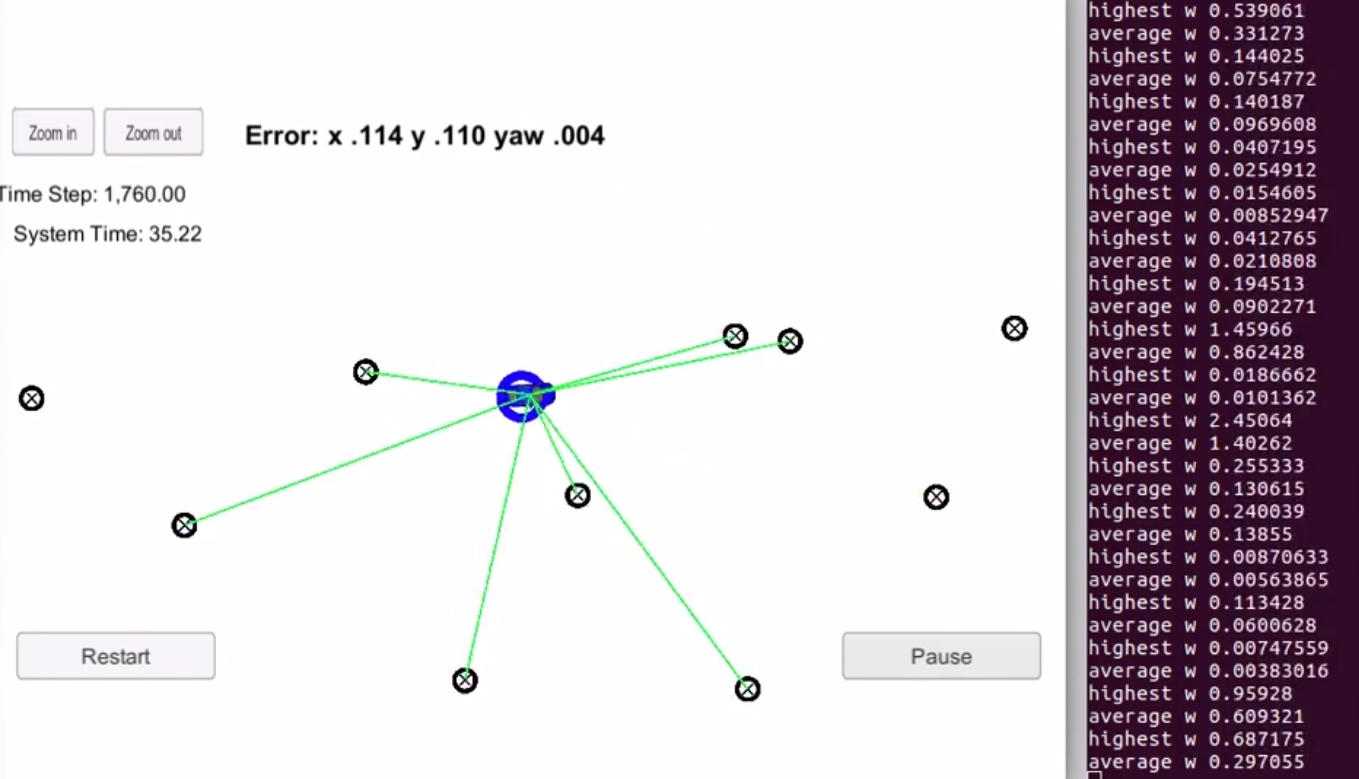 Zoom in
Zoom out
Error: x .114 y .110 yaw .004
Time Step: 1,760.00
System Time: 35.22
Restart
Pause
highest w 0.539061
average w 0.331273
highest w 0.144025
average w 0.0754772
highest w 0.140187
average w 0.0969608
highest w 0.0407195
average w 0.0254912
highest w 0.0154605
average w 0.00852947
highest w 0.0412765
average w 0.0210808
highest w 0.194513
average w 0.0902271
highest w 1.45966
average w 0.862428
highest w 0.0186662
average w 0.0101362
highest w 2.45064
average w 1.40262
highest w 0.255333
average w 0.130615
highest w 0.240039
average w 0.13855
highest w 0.00870633
average w 0.00563865
highest w 0.113428
average w 0.0600628
highest w 0.00747559
average w 0.00383016
highest w 0.95928
average w 0.609321
highest w 0.687175
average w 0.297055